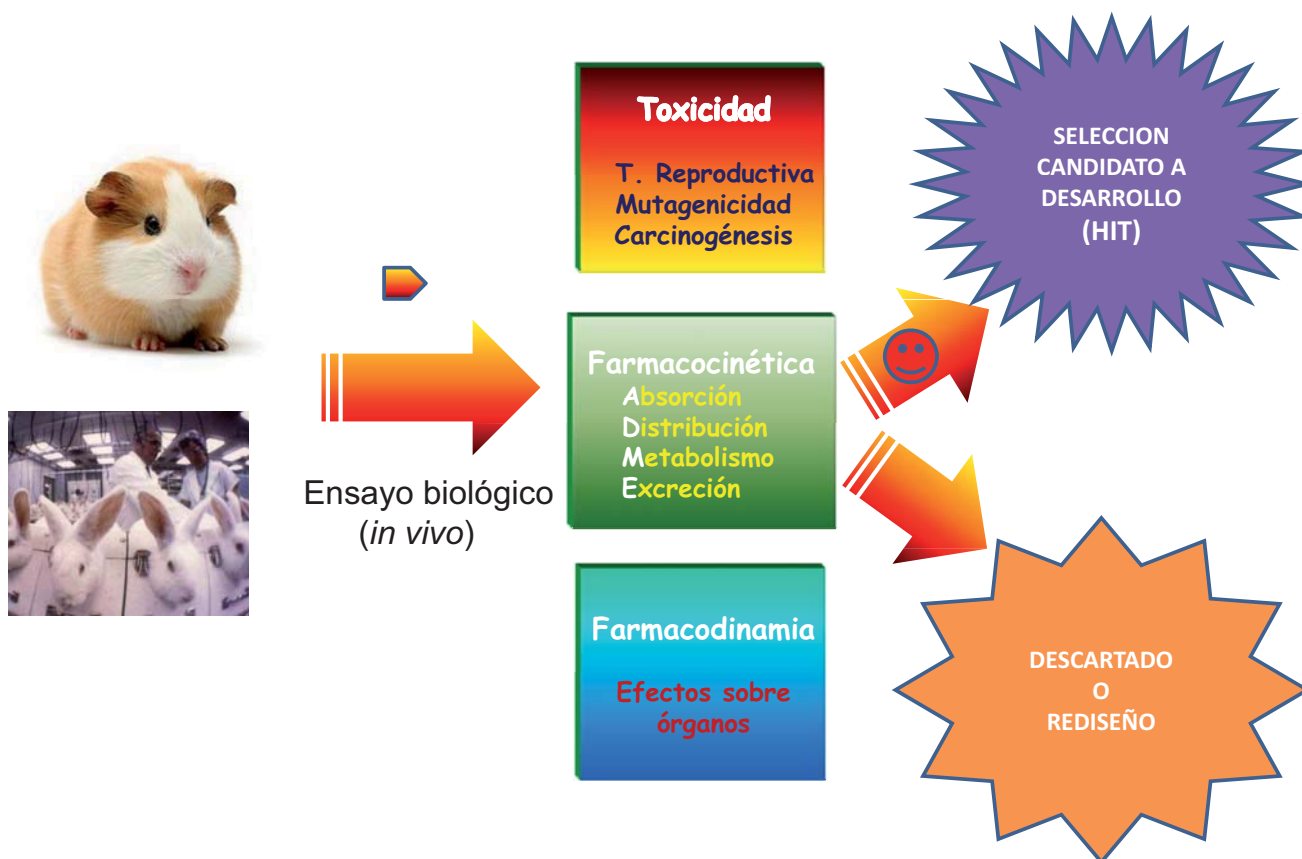 Ensayo biológico
(in vivo)
Toxicidad
T. Reproductiva
Mutagenicidad
Carcinogénesis
Farmacocinética
Absorción
Distribución
Metabolismo
Excreción
Farmacodinamia
Efectos sobre
órganos
SELECCION
CANDIDATO A
DESARROLLO
(HIT)
DESCARTADO
O
REDISEÑO